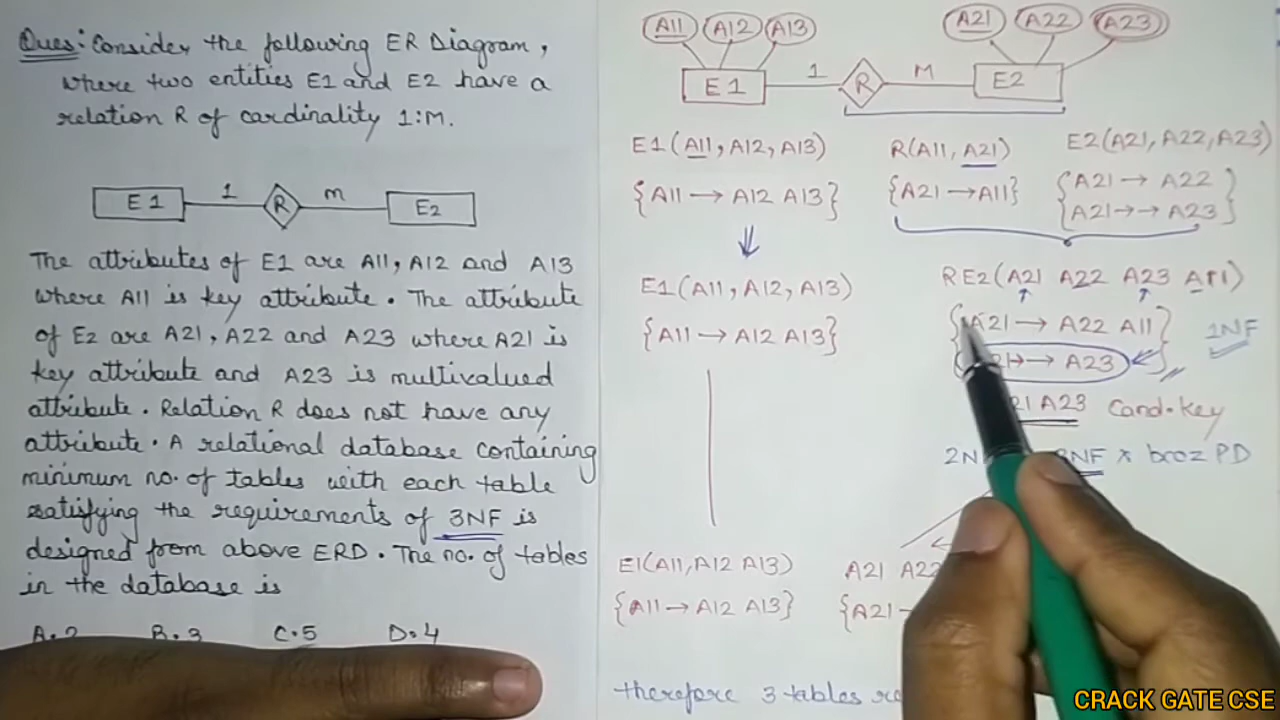 Ques: Consider the following ER Diagram,
where two entities E1 and E2 have a
relation R of cardinality 1:M.
E1 1 R m E2
The attributes of E1 are A11, A12 and A13
where A11 is key attribute. The attribute
of E2 are A21, A22 and A23 where A21 is
key attribute and A23 is multivalued
attribute. Relation R does not have any
attribute. A relational database containing
minimum no. of tables with each table
satisfying the requirements of 3NF is
designed from above ERD. The no. of tables
in the database is
A. 2 B. 3 C. 5 D. 4
A11 A12 A13 A21 A22 A23
E1 1 R M E2
E1(A11, A12, A13) R(A11, A21) E2(A21, A22, A23)
{A11 → A12 A13} {A21 → A11} {A21 → A22
A21 →→ A23}
E1(A11, A12, A13) RE2(A21 A22 A23 A11)
{A11 → A12 A13} {A21 → A22 A11 1NF
→→ A23}
A23 Cand. key
3NF × bcoz PD
E1(A11, A12 A13) A21 A22
{A11 → A12 A13} {A21 →
therefore 3 tables
CRACK GATE CSE